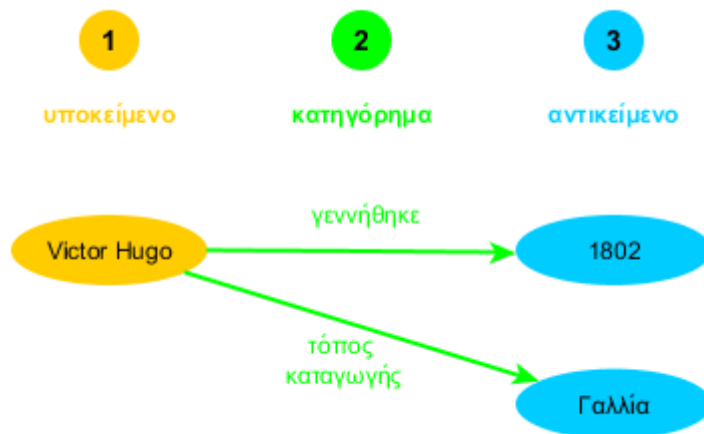 1 2 3
υποκείμενο κατηγόρημα αντικείμενο
γεννήθηκε
Victor Hugo 1802
τόπος
καταγωγής
Γαλλία